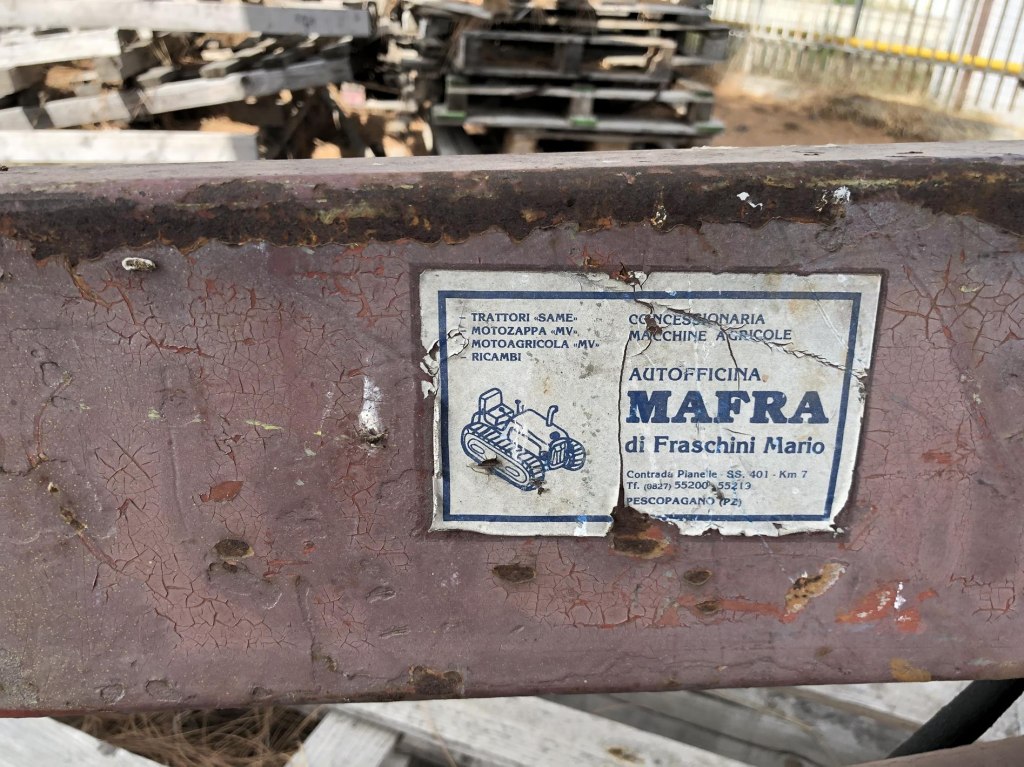 - TRATTORI «SAME»
- MOTOZAPPA «MV»
- MOTOAGRICOLA «MV»
- RICAMBI
CONCESSIONARIA
MACCHINE AGRICOLE
AUTOFFICINA
MAFRA
di Fraschini Mario
Contrada Pianelle - SS. 401 - Km 7
Tf. (0827) 55200 - 55213
PESCOPAGANO (PZ)